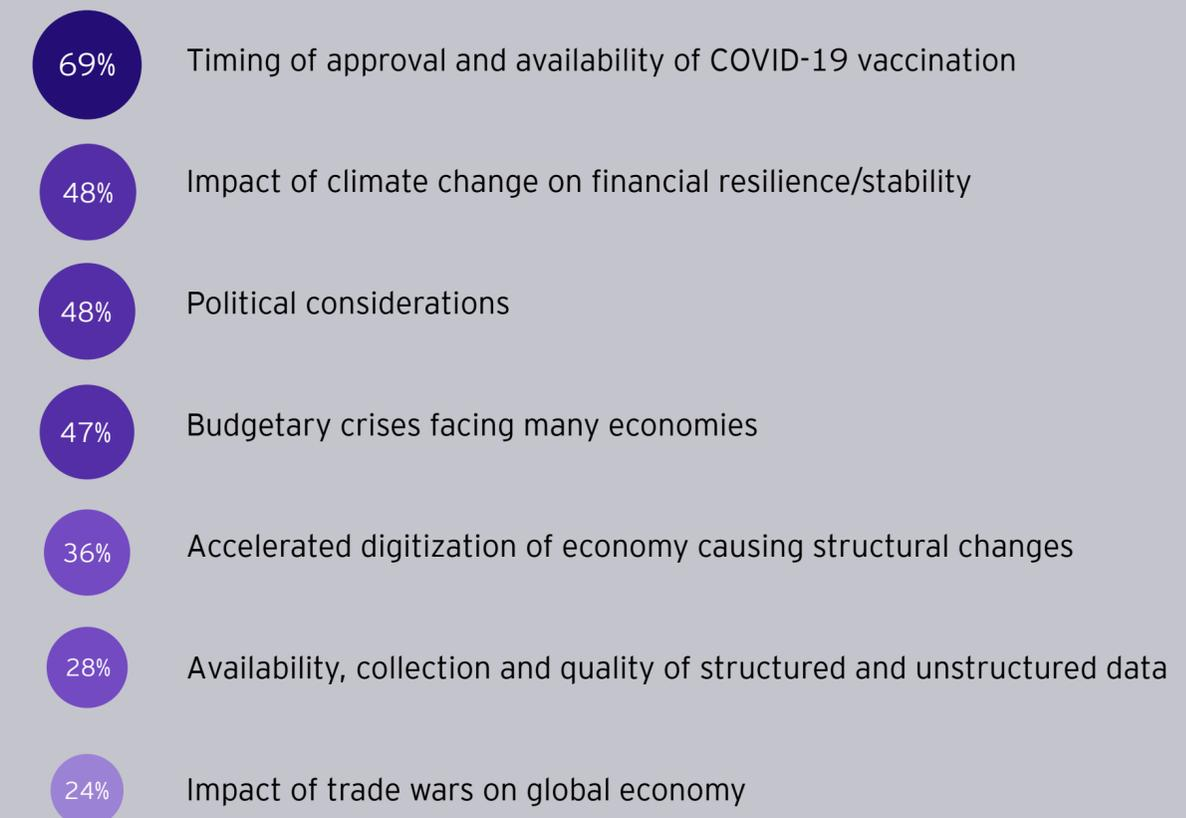 69% Timing of approval and availability of COVID-19 vaccination
48% Impact of climate change on financial resilience/stability
48% Political considerations
47% Budgetary crises facing many economies
36% Accelerated digitization of economy causing structural changes
28% Availability, collection and quality of structured and unstructured data
24% Impact of trade wars on global economy